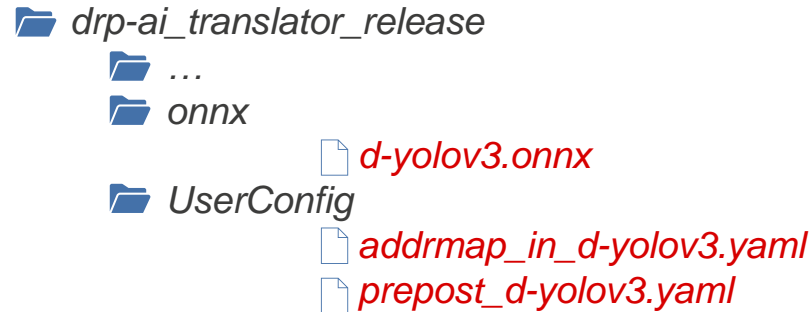 drp-ai_translator_release
…
onnx
d-yolov3.onnx
UserConfig
addrmap_in_d-yolov3.yaml
prepost_d-yolov3.yaml